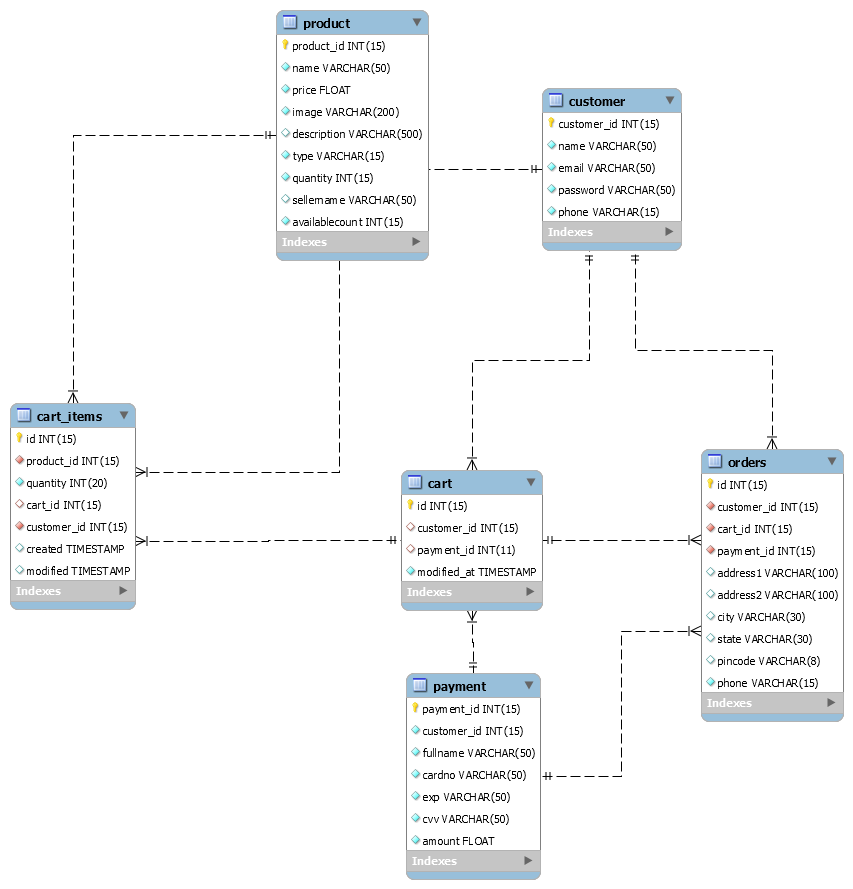 product
product_id INT(15)
name VARCHAR(50)
price FLOAT
image VARCHAR(200)
description VARCHAR(500)
type VARCHAR(15)
quantity INT(15)
sellername VARCHAR(50)
availablecount INT(15)
Indexes
customer
customer_id INT(15)
name VARCHAR(50)
email VARCHAR(50)
password VARCHAR(50)
phone VARCHAR(15)
Indexes
cart_items
id INT(15)
product_id INT(15)
quantity INT(20)
cart_id INT(15)
customer_id INT(15)
created TIMESTAMP
modified TIMESTAMP
Indexes
cart
id INT(15)
customer_id INT(15)
payment_id INT(11)
modified_at TIMESTAMP
Indexes
orders
id INT(15)
customer_id INT(15)
cart_id INT(15)
payment_id INT(15)
address1 VARCHAR(100)
address2 VARCHAR(100)
city VARCHAR(30)
state VARCHAR(30)
pincode VARCHAR(8)
phone VARCHAR(15)
Indexes
payment
payment_id INT(15)
customer_id INT(15)
fullname VARCHAR(50)
cardno VARCHAR(50)
exp VARCHAR(50)
cvv VARCHAR(50)
amount FLOAT
Indexes